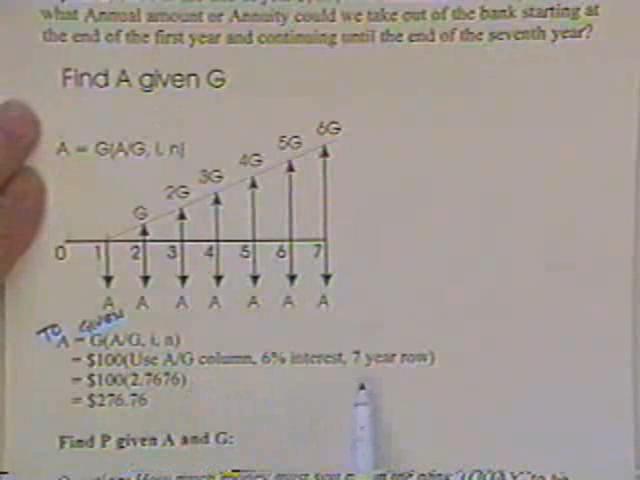 what Annual amount or Annuity could we take out of the bank starting at
the end of the first year and continuing until the end of the seventh year?
Find A given G
A = G(A/G, i, n)
G 2G 3G 4G 5G 6G
0 1 2 3 4 5 6 7
A A A A A A A
TO GIVEN
A = G(A/G, i, n)
= $100(Use A/G column, 6% interest, 7 year row)
= $100(2.7676)
= $276.76
Find P given A and G: